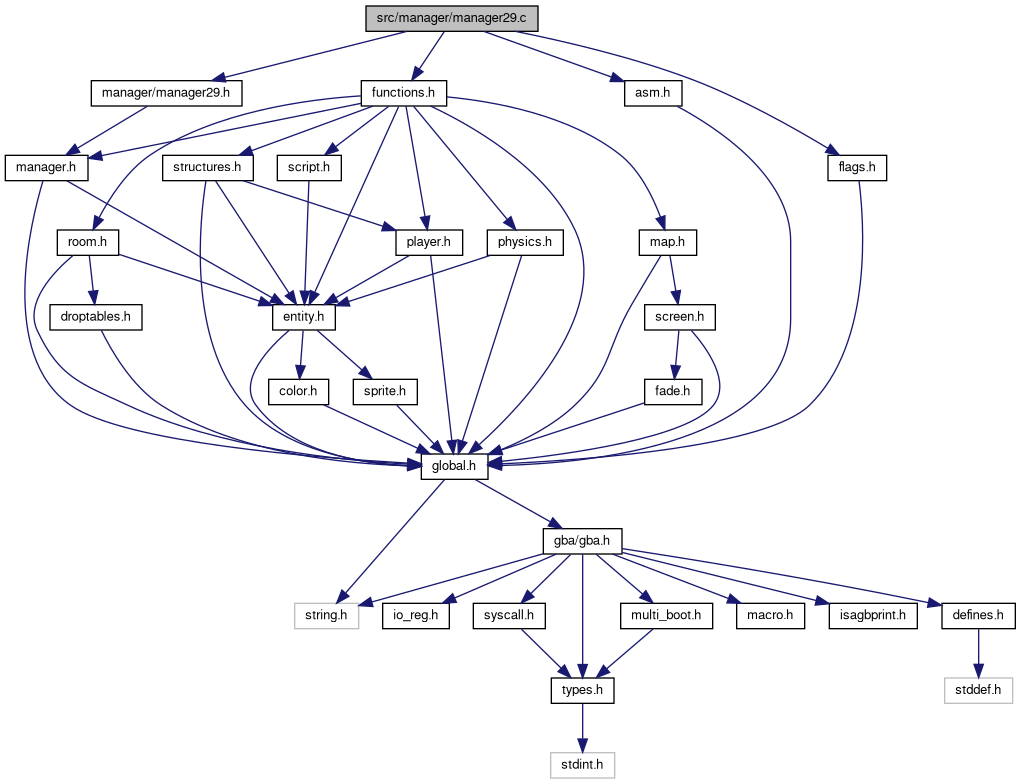 src/manager/manager29.c
manager/manager29.h
functions.h
asm.h
manager.h
structures.h
script.h
flags.h
room.h
player.h
physics.h
map.h
droptables.h
entity.h
screen.h
color.h
sprite.h
fade.h
global.h
gba/gba.h
string.h
io_reg.h
syscall.h
multi_boot.h
macro.h
isagbprint.h
defines.h
types.h
stddef.h
stdint.h